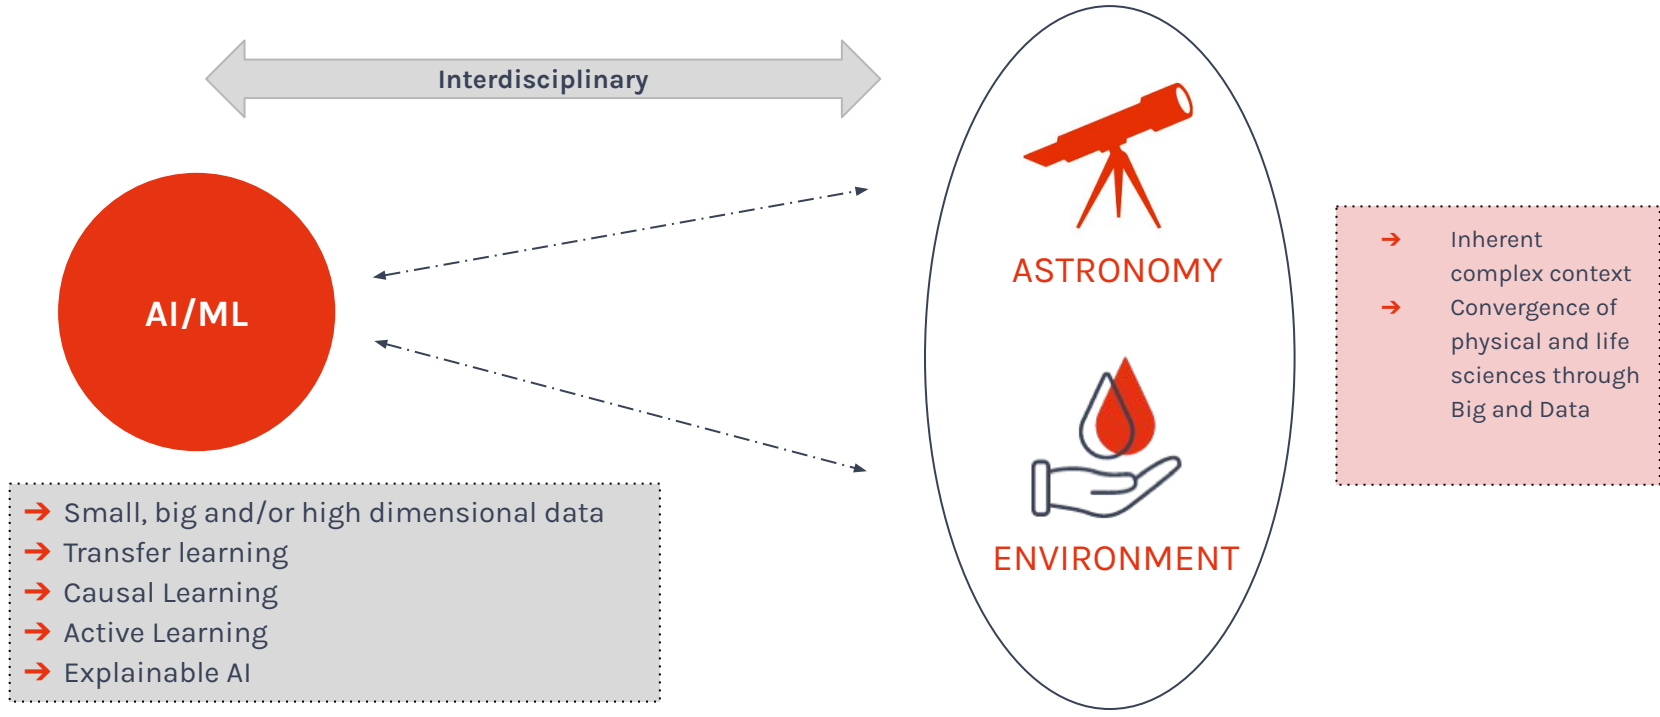 Interdisciplinary
AI/ML
ASTRONOMY
ENVIRONMENT
➔ Small, big and/or high dimensional data
➔ Transfer learning
➔ Causal Learning
➔ Active Learning
➔ Explainable AI
➔ Inherent
complex context
➔ Convergence of
physical and life
sciences through
Big and Data